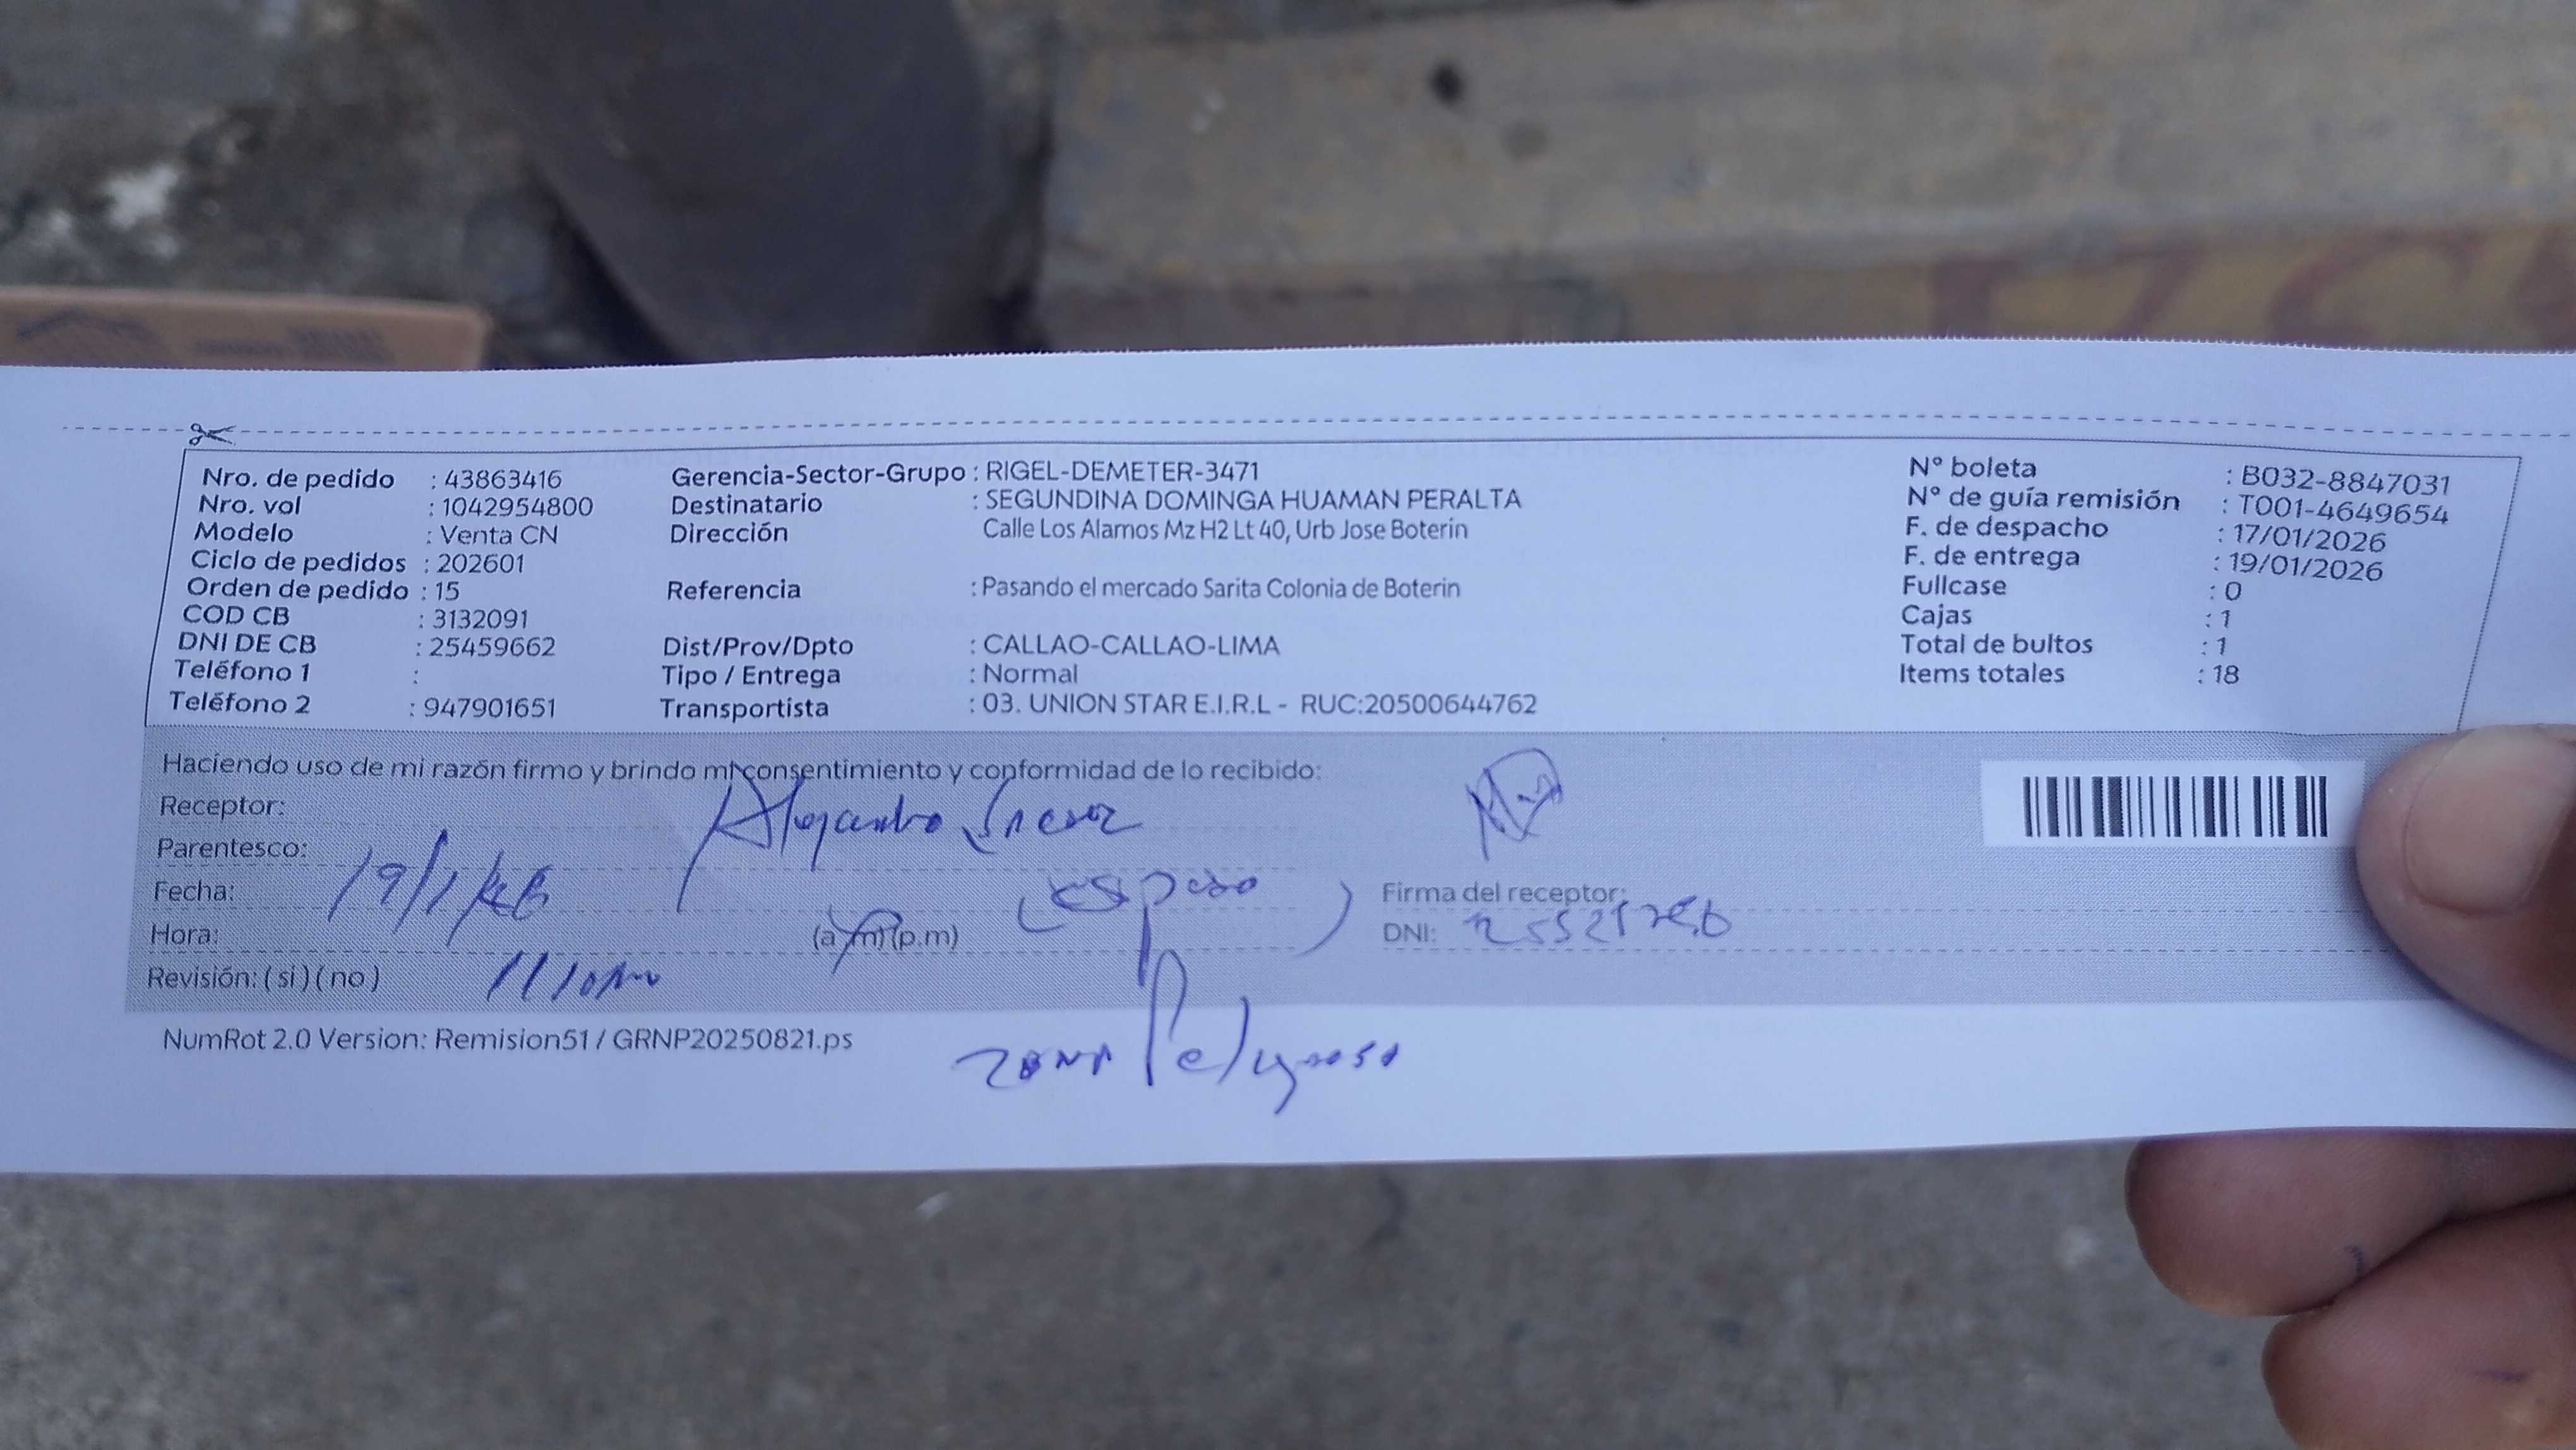 Nro. de pedido : 43863416 Gerencia-Sector-Grupo : RIGEL-DEMETER-3471 N° boleta : B032-8847031
Nro. vol : 1042954800 Destinatario : SEGUNDINA DOMINGA HUAMAN PERALTA N° de guía remisión : T001-4649654
Modelo : Venta CN Dirección Calle Los Alamos Mz H2 Lt 40, Urb Jose Boterin F. de despacho : 17/01/2026
Ciclo de pedidos : 202601 F. de entrega : 19/01/2026
Orden de pedido : 15 Referencia : Pasando el mercado Sarita Colonia de Boterin Fullcase : 0
COD CB : 3132091 Cajas : 1
DNI DE CB : 25459662 Dist/Prov/Dpto : CALLAO-CALLAO-LIMA Total de bultos : 1
Teléfono 1 : Tipo / Entrega : Normal Items totales : 18
Teléfono 2 : 947901651 Transportista : 03. UNION STAR E.I.R.L - RUC:20500644762
Haciendo uso de mi razón firmo y brindo mi consentimiento y conformidad de lo recibido:
Receptor: Alejandro
Parentesco:
Fecha: 19/1/26 (esposo) Firma del receptor:
Hora: (a.m) (p.m) DNI:
Revisión: ( si ) ( no )
NumRot 2.0 Version: Remision51 / GRNP20250821.ps
zona Peligrosa